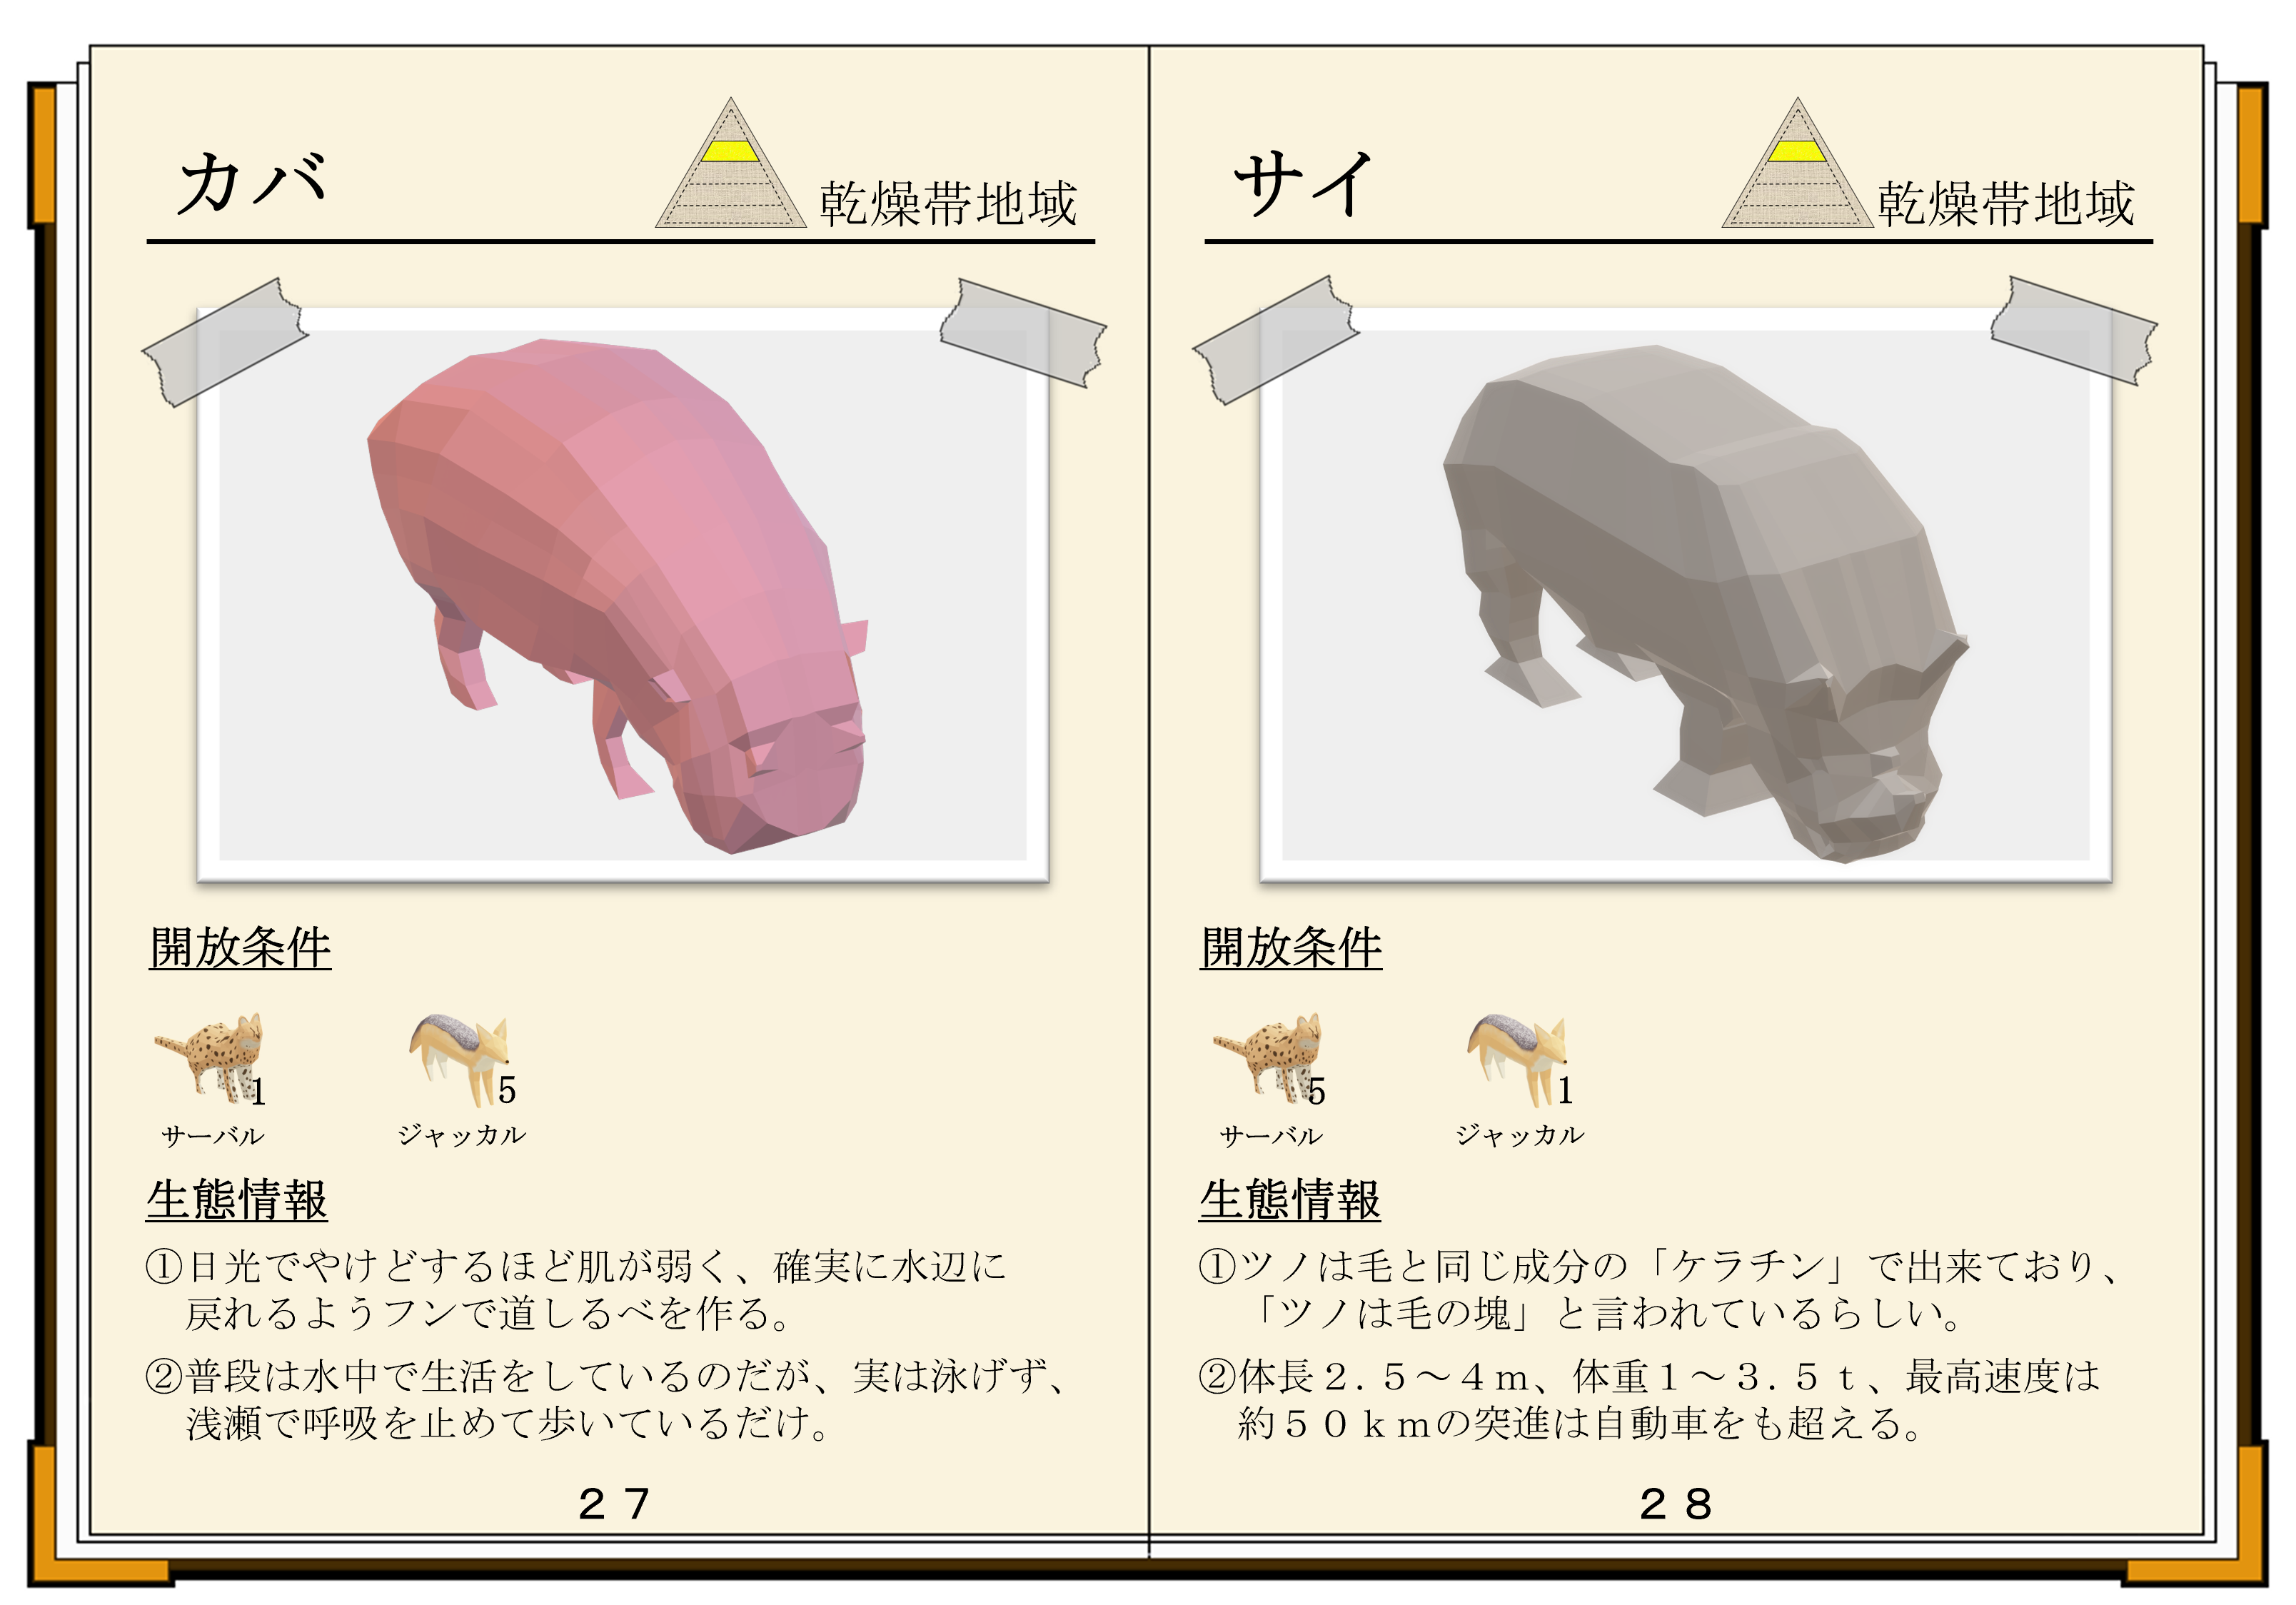 カバ
乾燥帯地域
開放条件
1
5
サーバル
ジャッカル
生態情報
①日光でやけどするほど肌が弱く、確実に水辺に
戻れるようフンで道しるべを作る。
②普段は水中で生活をしているのだが、実は泳げず、
浅瀬で呼吸を止めて歩いているだけ。
２７
サイ
乾燥帯地域
開放条件
5
1
サーバル
ジャッカル
生態情報
①ツノは毛と同じ成分の「ケラチン」で出来ており、
「ツノは毛の塊」と言われているらしい。
②体長２．５～４ｍ、体重１～３．５ｔ、最高速度は
約５０ｋｍの突進は自動車をも超える。
２８